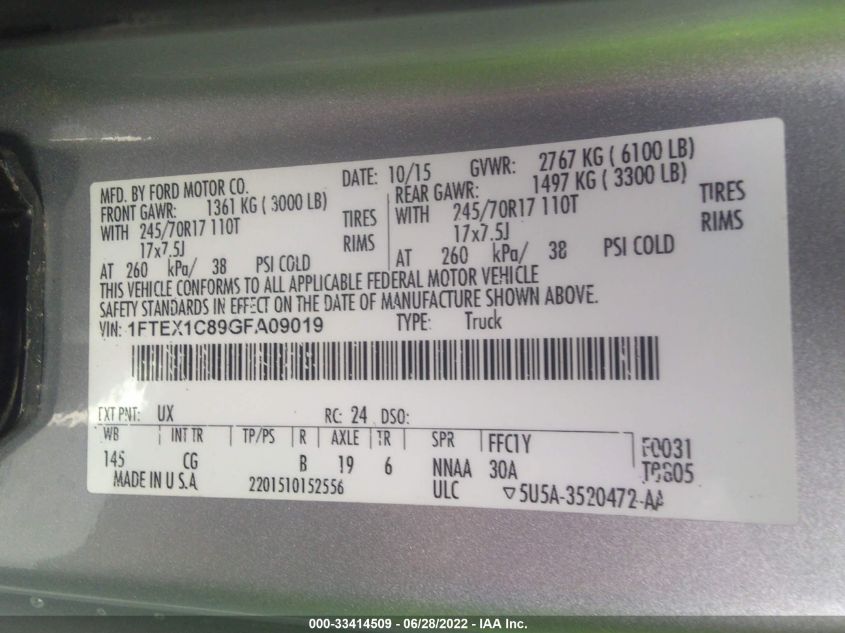 MFD. BY FORD MOTOR CO. DATE: 10/15 GVWR: 2767 KG ( 6100 LB)
FRONT GAWR: 1361 KG ( 3000 LB) REAR GAWR: 1497 KG ( 3300 LB)
WITH 245/70R17 110T TIRES WITH 245/70R17 110T TIRES
17x7.5J RIMS 17x7.5J RIMS
AT 260 kPa/ 38 PSI COLD AT 260 kPa/ 38 PSI COLD
THIS VEHICLE CONFORMS TO ALL APPLICABLE FEDERAL MOTOR VEHICLE
SAFETY STANDARDS IN EFFECT ON THE DATE OF MANUFACTURE SHOWN ABOVE.
VIN: 1FTEX1C89GFA09019 TYPE: Truck
EXT PNT: UX RC: 24 DSO:
WB INT TR TP/PS R AXLE TR SPR FFC1Y F0031
145 CG B 19 6 NNAA 30A T0805
MADE IN U S A 2201510152556 ULC ▽5U5A-3520472-AA
000-33414509 - 06/28/2022 - IAA Inc.